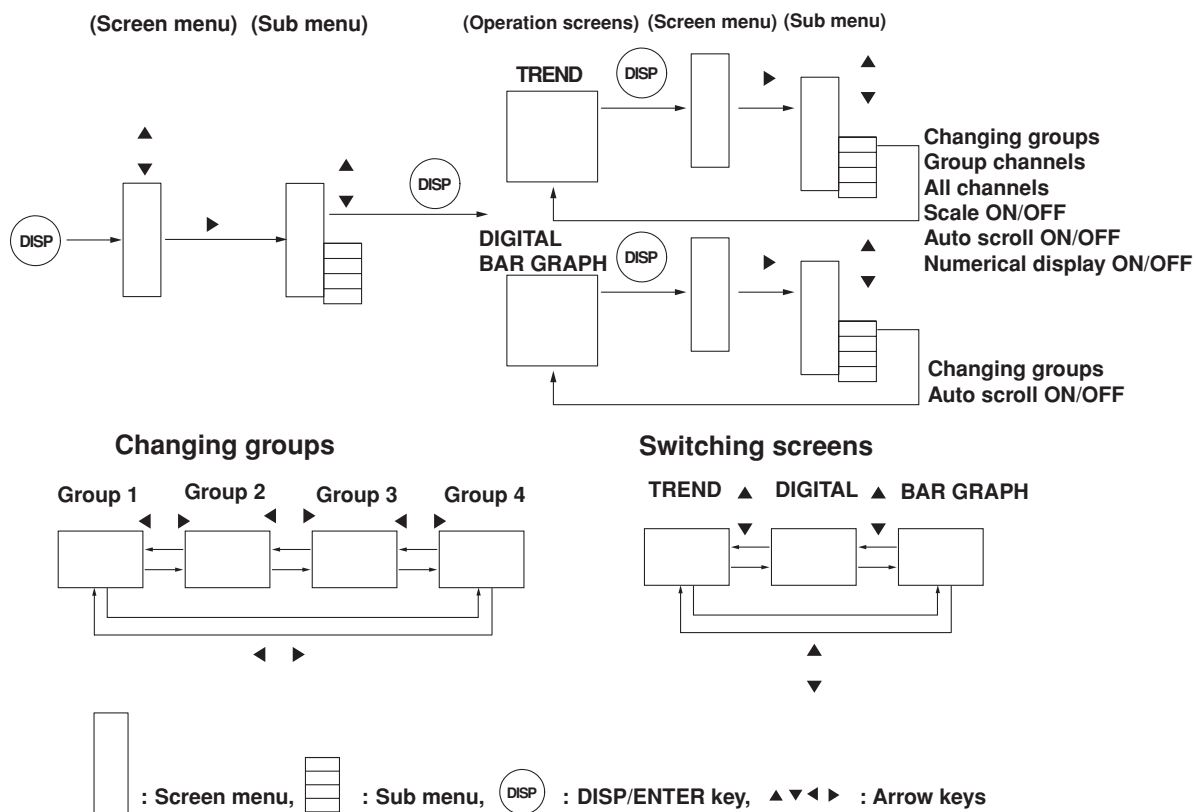 (Screen menu) (Sub menu)
DISP
DISP
(Operation screens) (Screen menu) (Sub menu)
TREND
DISP
Changing groups
Group channels
All channels
Scale ON/OFF
Auto scroll ON/OFF
Numerical display ON/OFF
DIGITAL
BAR GRAPH
DISP
Changing groups
Auto scroll ON/OFF
Changing groups
Group 1 Group 2 Group 3 Group 4
Switching screens
TREND DIGITAL BAR GRAPH
: Screen menu, : Sub menu, DISP : DISP/ENTER key, : Arrow keys